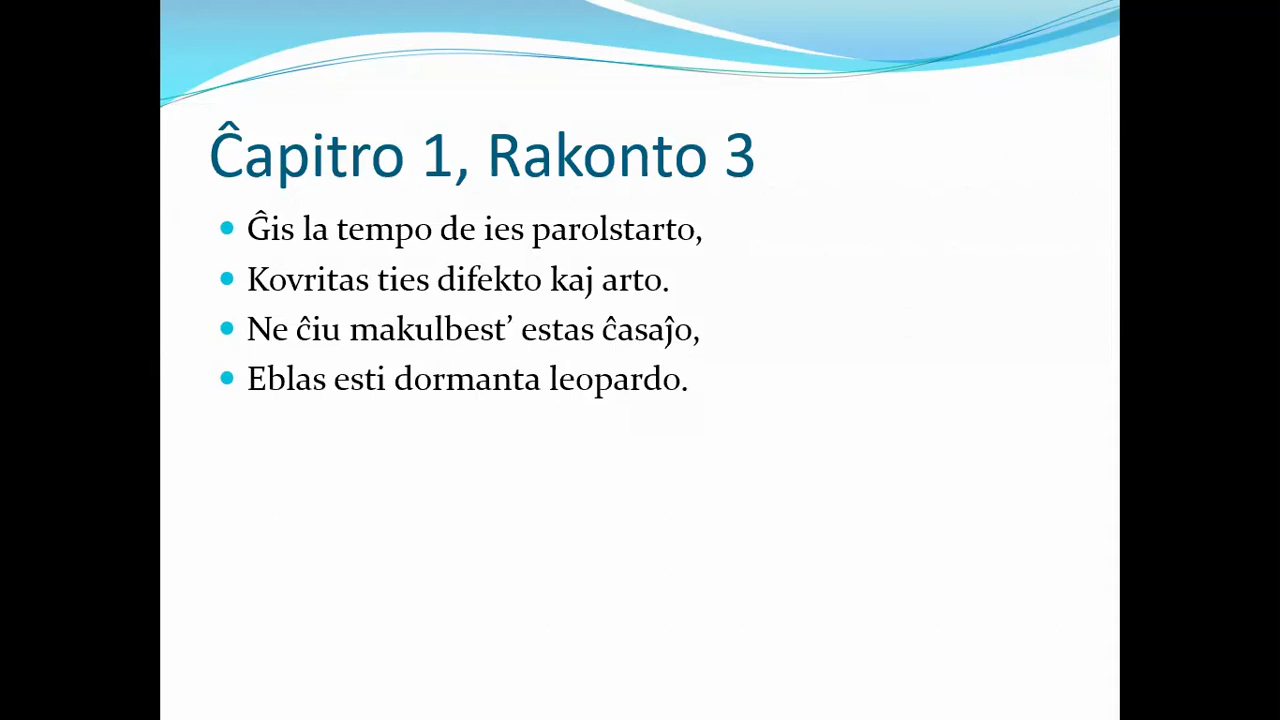 Ĉapitro 1, Rakonto 3
Ĝis la tempo de ies parolstarto,
Kovritas ties difekto kaj arto.
Ne ĉiu makulbest’ estas ĉasaĵo,
Eblas esti dormanta leopardo.